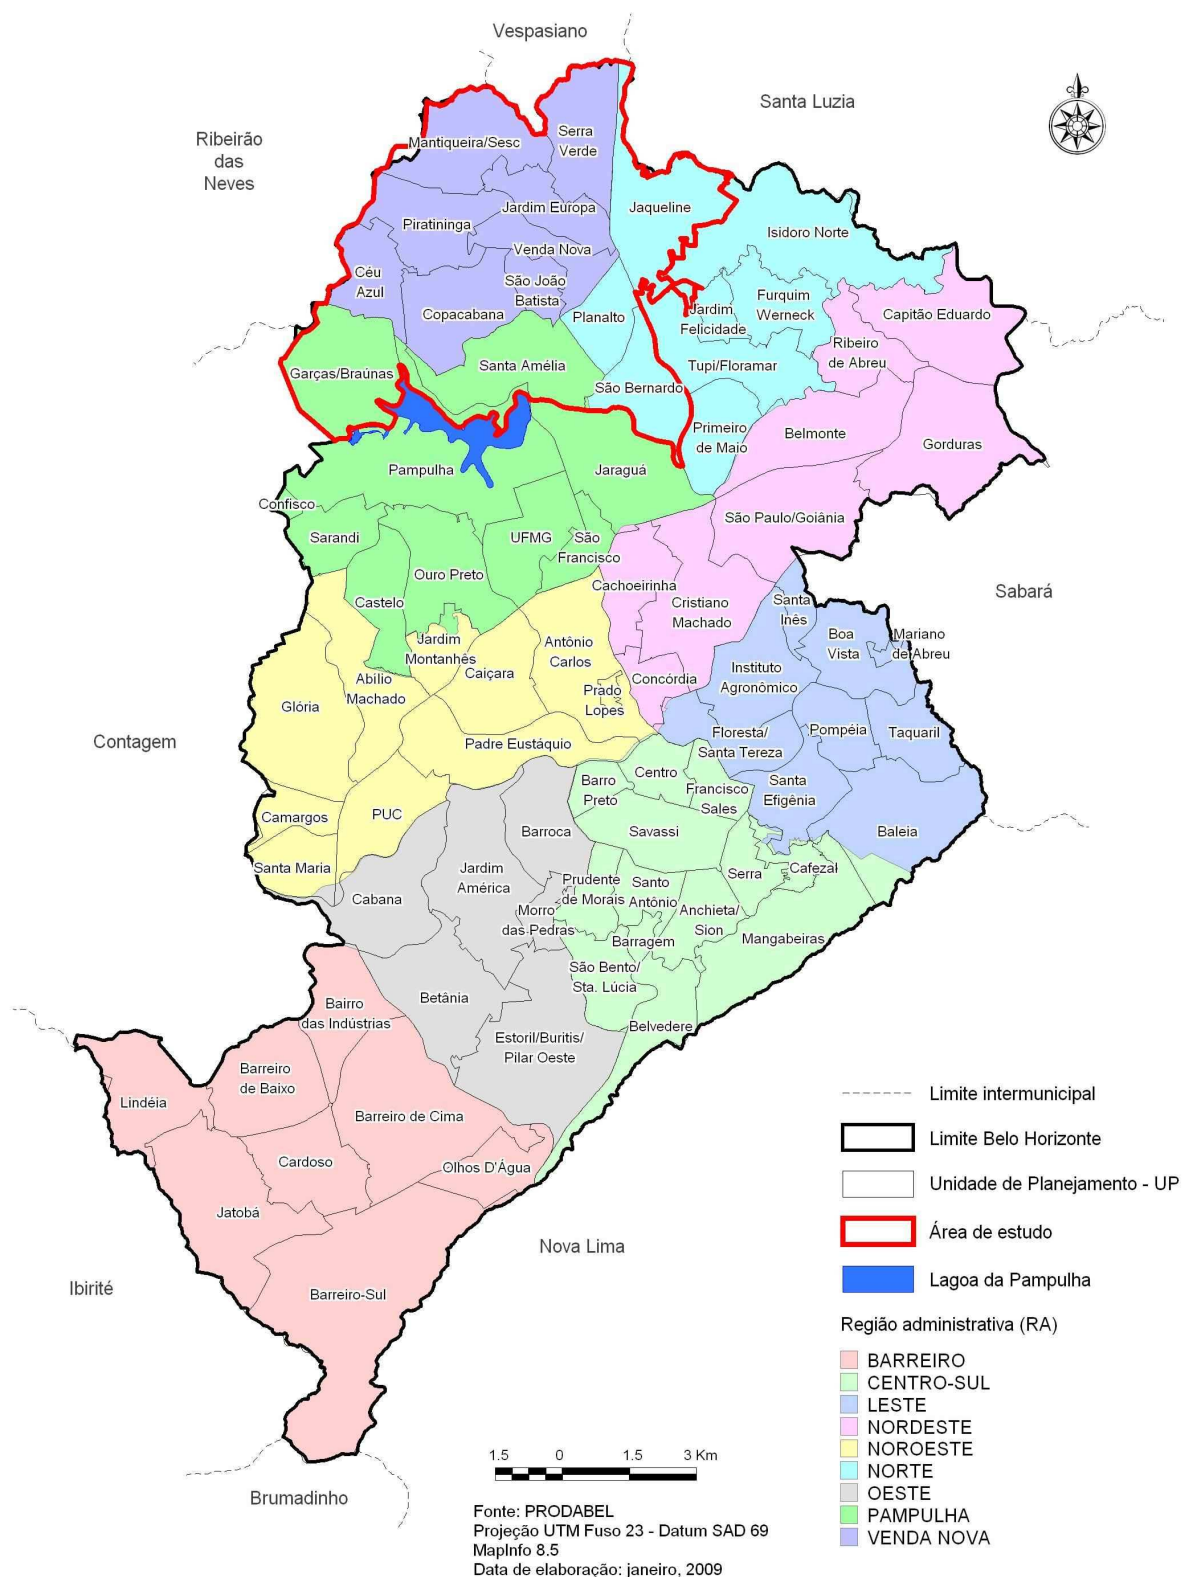 Vespasiano
Santa Luzia
Ribeirão
das
Neves
Mantiqueira/Sesc
Serra
Verde
Jaqueline
Isidoro Norte
Piratininga
Jardim Europa
Venda Nova
Céu
Azul
São João
Batista
Copacabana
Planalto
Jardim
Felicidade
Furquim
Werneck
Capitão Eduardo
Ribeiro
de Abreu
Garças/Braúnas
Santa Amélia
São Bernardo
Tupi/Floramar
Primeiro
de Maio
Belmonte
Gorduras
Pampulha
Jaraguá
Confisco
Sarandi
UFMG
São
Francisco
São Paulo/Goiânia
Ouro Preto
Castelo
Cachoeirinha
Cristiano
Machado
Santa
Inês
Sabará
Boa
Vista
Mariano
de Abreu
Jardim
Montanhês
Antônio
Carlos
Caiçara
Abílio
Machado
Prado
Lopes
Concórdia
Instituto
Agronômico
Glória
Contagem
Padre Eustáquio
Floresta/
Santa Tereza
Pompéia
Taquaril
Centro
Barro
Preto
Francisco
Sales
Santa
Efigênia
Camargos
PUC
Barroca
Savassi
Baleia
Santa Maria
Cabana
Jardim
América
Prudente
de Morais
Santo
Antônio
Serra
Cafezal
Morro
das Pedras
Anchieta/
Sion
Barragem
Mangabeiras
São Bento/
Sta. Lúcia
Betânia
Bairro
das Indústrias
Belvedere
Estoril/Buritis/
Pilar Oeste
Barreiro
de Baixo
Lindéia
Barreiro de Cima
Cardoso
Olhos D'Água
Jatobá
Nova Lima
Ibirité
Barreiro-Sul
Brumadinho
Limite intermunicipal
Limite Belo Horizonte
Unidade de Planejamento - UP
Área de estudo
Lagoa da Pampulha
Região administrativa (RA)
BARREIRO
CENTRO-SUL
LESTE
NORDESTE
NOROESTE
NORTE
OESTE
PAMPULHA
VENDA NOVA
1.5 0 1.5 3 Km
Fonte: PRODABEL
Projeção UTM Fuso 23 - Datum SAD 69
MapInfo 8.5
Data de elaboração: janeiro, 2009